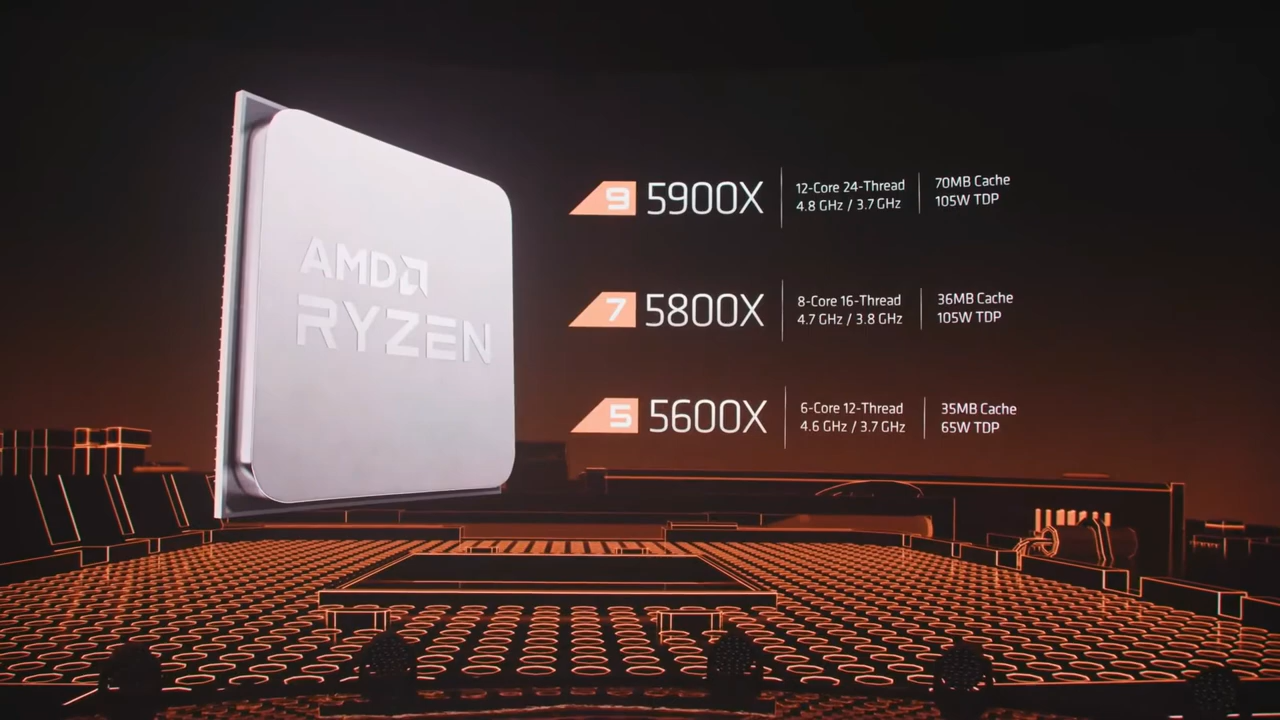 AMD
RYZEN
9 5900X
12-Core 24-Thread
4.8 GHz / 3.7 GHz
70MB Cache
105W TDP
7 5800X
8-Core 16-Thread
4.7 GHz / 3.8 GHz
36MB Cache
105W TDP
5 5600X
6-Core 12-Thread
4.6 GHz / 3.7 GHz
35MB Cache
65W TDP